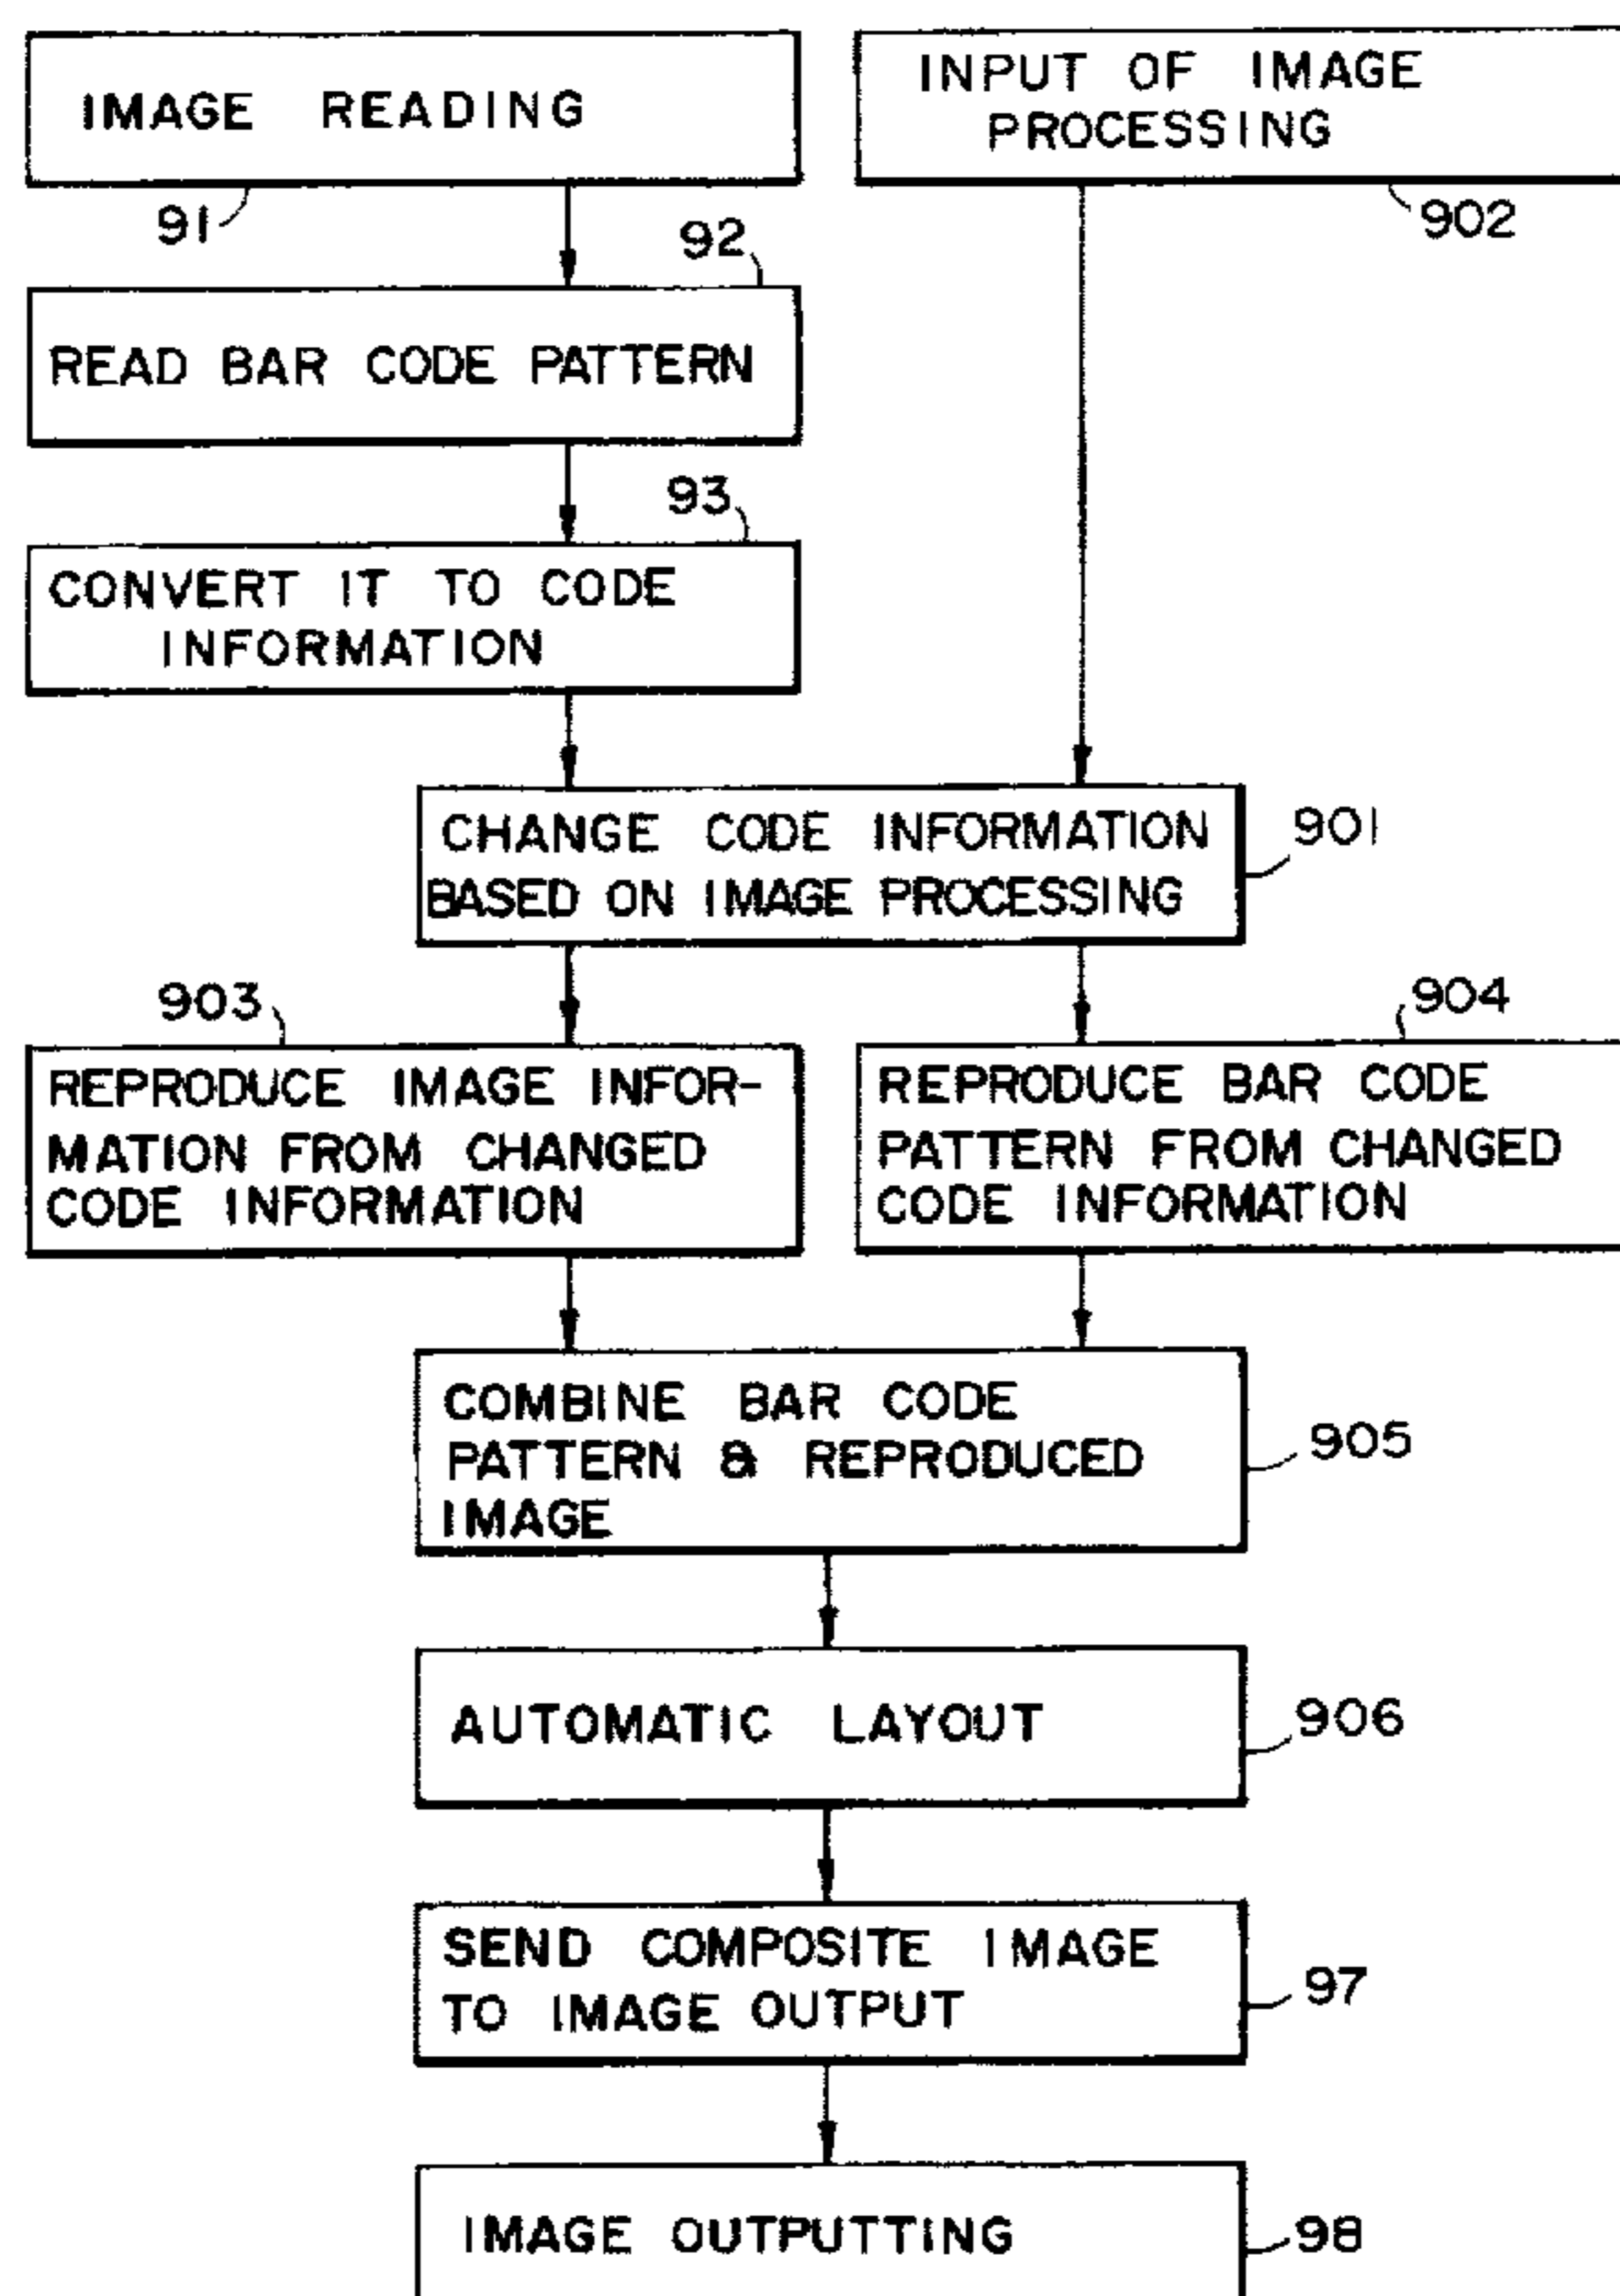 IMAGE READING
91
INPUT OF IMAGE
PROCESSING
902
92
READ BAR CODE PATTERN
93
CONVERT IT TO CODE
INFORMATION
CHANGE CODE INFORMATION
BASED ON IMAGE PROCESSING
901
903
REPRODUCE IMAGE INFOR-
MATION FROM CHANGED
CODE INFORMATION
904
REPRODUCE BAR CODE
PATTERN FROM CHANGED
CODE INFORMATION
COMBINE BAR CODE
PATTERN & REPRODUCED
IMAGE
905
AUTOMATIC LAYOUT
906
SEND COMPOSITE IMAGE
TO IMAGE OUTPUT
97
IMAGE OUTPUTTING
98